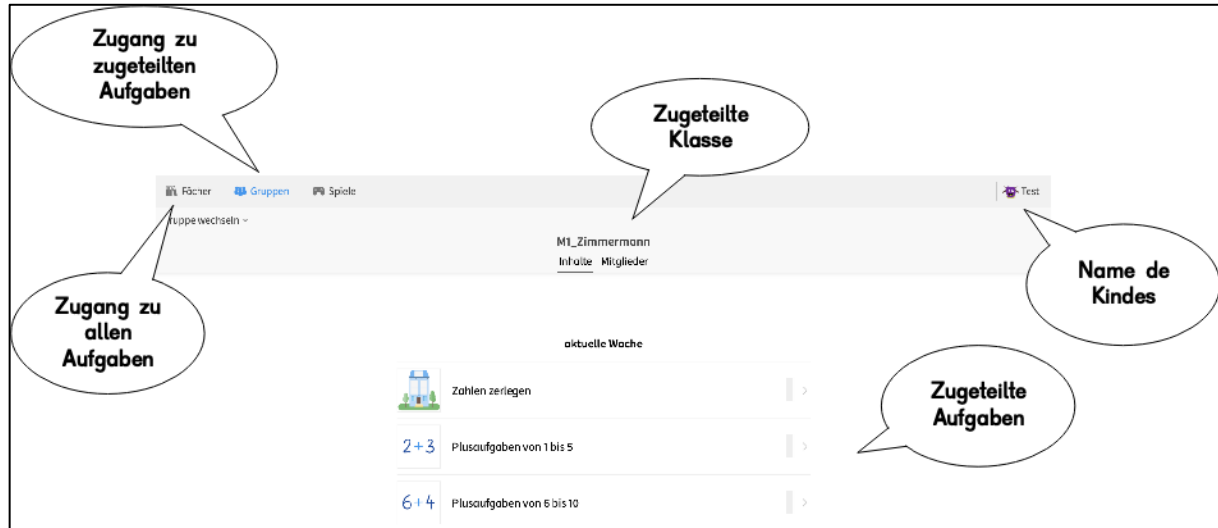 Zugang zu
zugeteilten
Aufgaben
Zugeteilte
Klasse
Fächer Gruppen Spiele Test
ruppe wechseln
M1_Zimmermann
Inhalte Mitglieder
Name de
Kindes
Zugang zu
allen
Aufgaben
aktuelle Woche
Zahlen zerlegen
Zugeteilte
Aufgaben
2+3 Plusaufgaben von 1 bis 5
6+4 Plusaufgaben von 6 bis 10